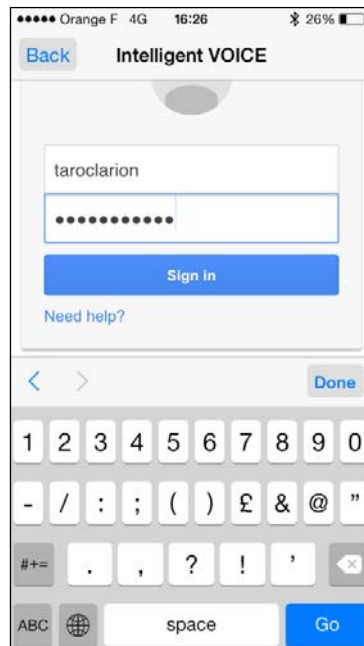 ●●●●● Orange F 4G 16:26 26%
Back Intelligent VOICE
taroclarion
●●●●●●●●●●●
Sign in
Need help?
Done
1 2 3 4 5 6 7 8 9 0
- / : ; ( ) £ & @ "
#+= . , ? ! '
ABC space Go